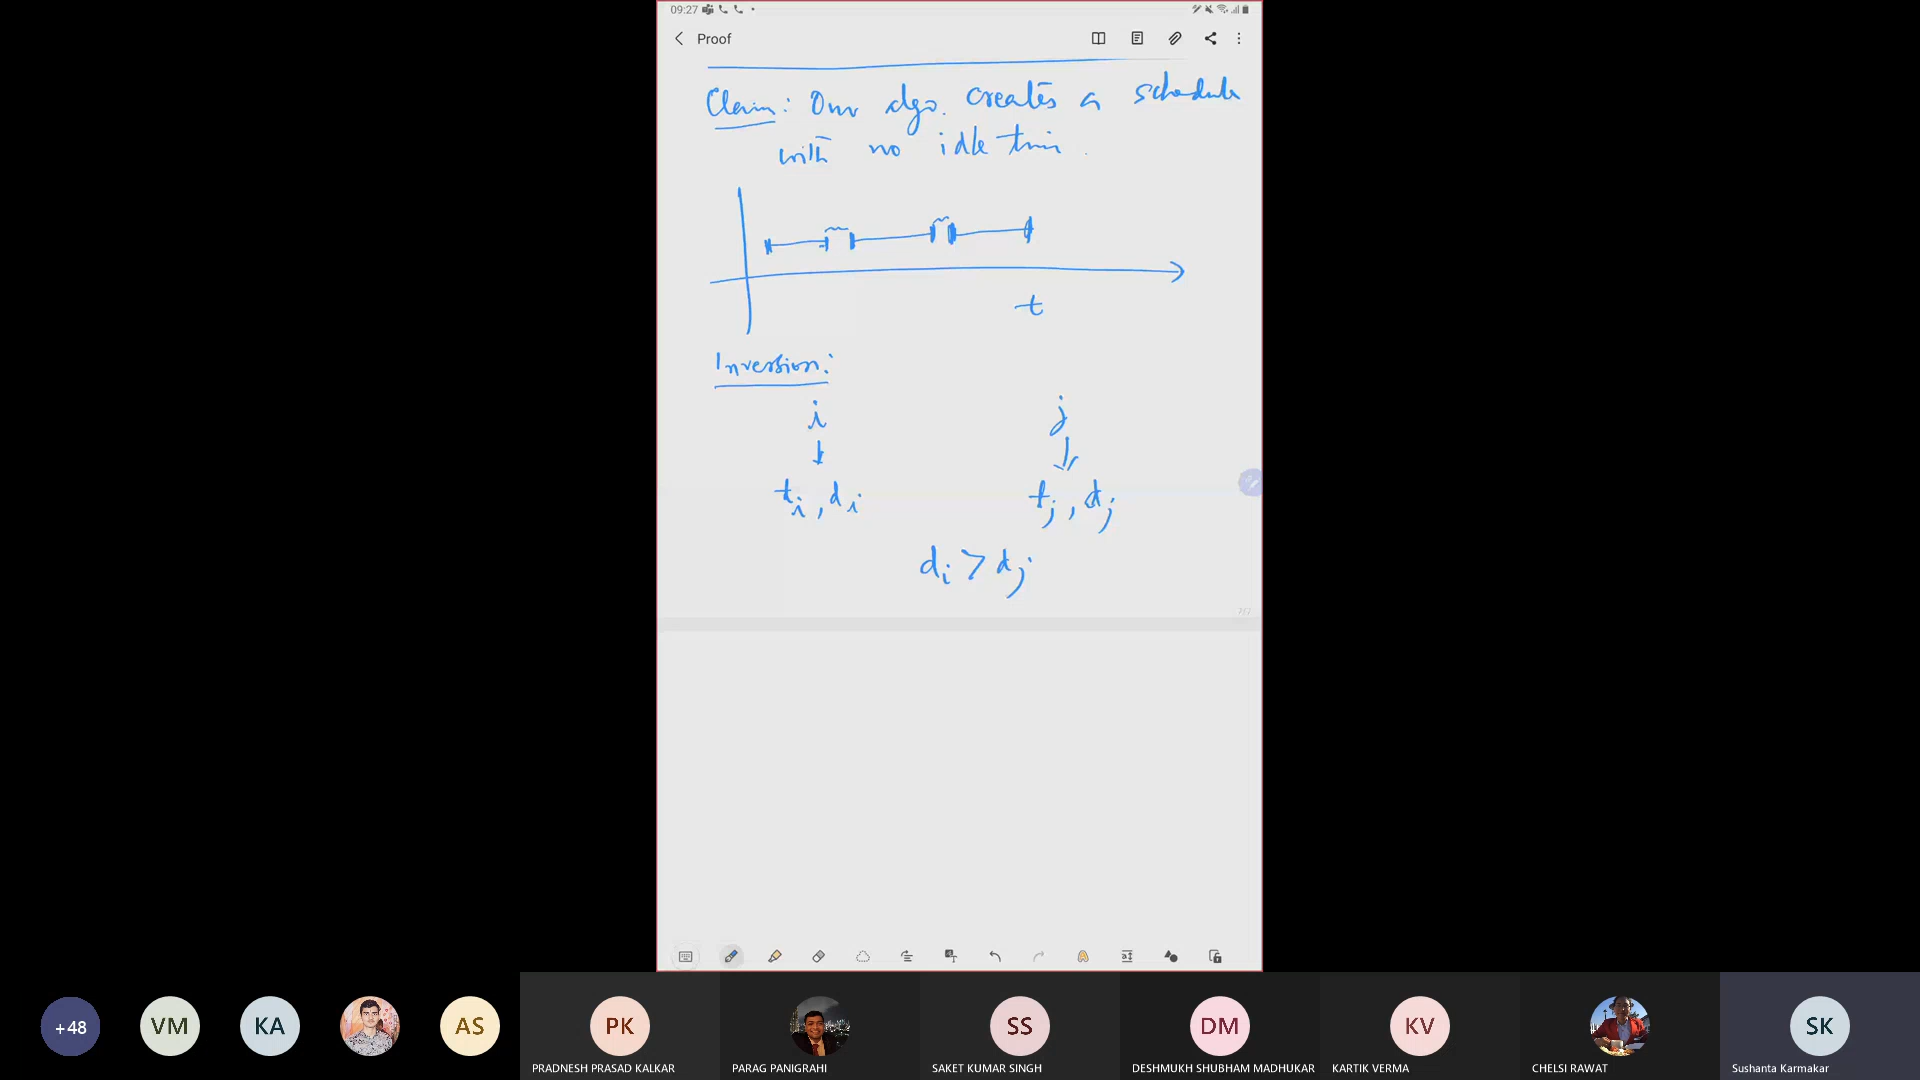 09:27
Proof
Claim: Our algo. creates a schedule
with no idle time.
t
Inversion:
i j
ti, di tj, dj
di > dj
7/7
+48 VM KA AS PK SS DM KV SK
PRADNESH PRASAD KALKAR PARAG PANIGRAHI SAKET KUMAR SINGH DESHMUKH SHUBHAM MADHUKAR KARTIK VERMA CHELSI RAWAT Sushanta Karmakar